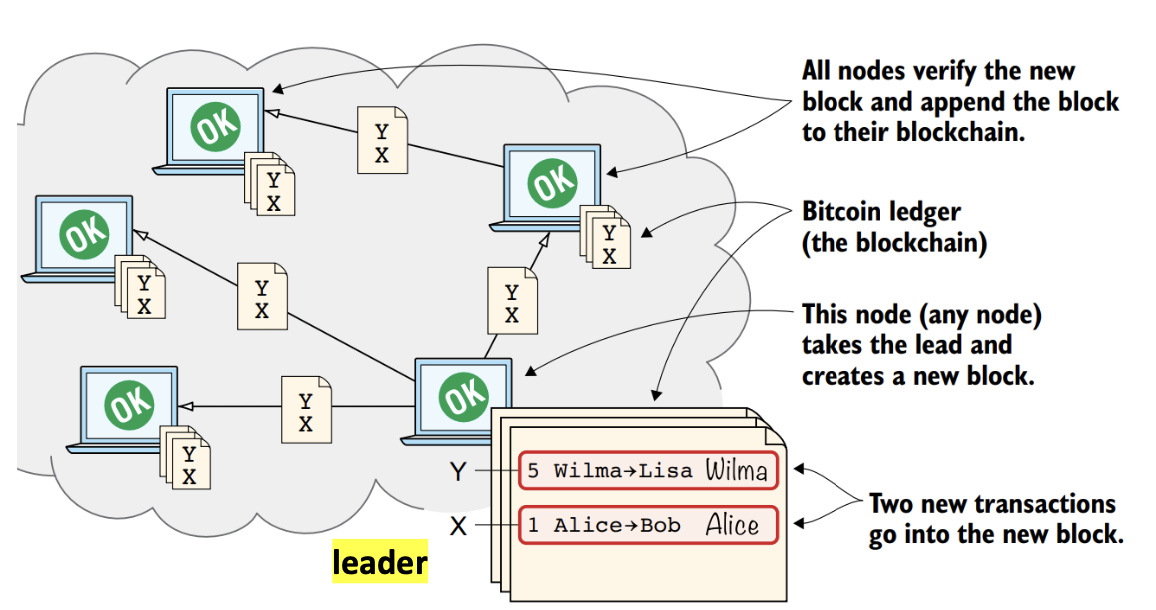 All nodes verify the new
block and append the block
to their blockchain.
OK
Y
X
Y
X
OK
Y
X
OK
Y
X
Bitcoin ledger
(the blockchain)
Y
X
Y
X
This node (any node)
takes the lead and
creates a new block.
OK
Y
X
Y
X
OK
Y 5 Wilma→Lisa Wilma
X 1 Alice→Bob Alice
Two new transactions
go into the new block.
leader